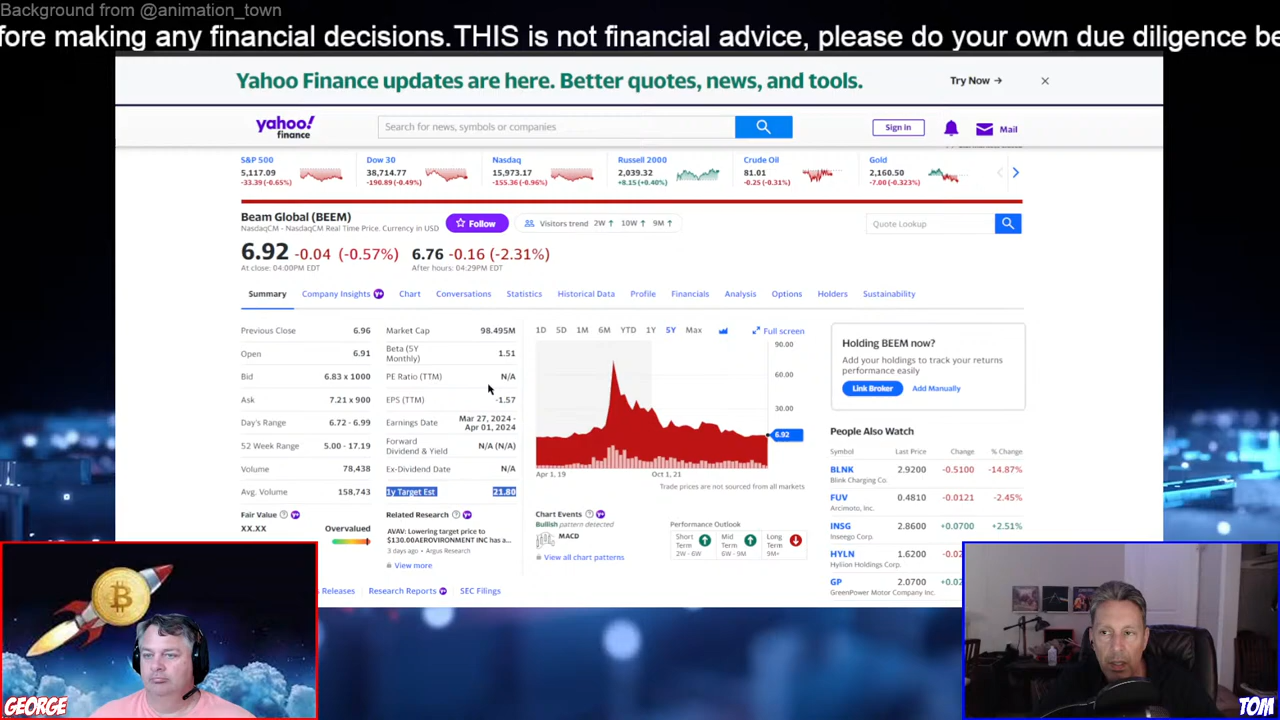 Background from @animation_town
fore making any financial decisions.THIS is not financial advice, please do your own due diligence be
Yahoo Finance updates are here. Better quotes, news, and tools.
Try Now →
yahoo!
finance
Search for news, symbols or companies
Sign in
Mail
S&P 500
5,117.09
-33.39 (-0.65%)
Dow 30
38,714.77
-190.89 (-0.49%)
Nasdaq
15,973.17
-155.36 (-0.96%)
Russell 2000
2,039.32
+8.15 (+0.40%)
Crude Oil
81.01
-0.25 (-0.31%)
Gold
2,160.50
-7.00 (-0.323%)
Beam Global (BEEM)
NasdaqCM - NasdaqCM Real Time Price. Currency in USD
Follow
Visitors trend 2W↑ 10W↑ 9M↑
Quote Lookup
6.92 -0.04 (-0.57%)
At close: 04:00PM EDT
6.76 -0.16 (-2.31%)
After hours: 04:29PM EDT
Summary
Company Insights
Chart
Conversations
Statistics
Historical Data
Profile
Financials
Analysis
Options
Holders
Sustainability
Previous Close 6.96
Open 6.91
Bid 6.83 x 1000
Ask 7.21 x 900
Day's Range 6.72 - 6.99
52 Week Range 5.00 - 17.19
Volume 78,438
Avg. Volume 158,743
Market Cap 98.495M
Beta (5Y Monthly) 1.51
PE Ratio (TTM) N/A
EPS (TTM) -1.57
Earnings Date Mar 27, 2024 - Apr 01, 2024
Forward Dividend & Yield N/A (N/A)
Ex-Dividend Date N/A
1y Target Est 21.80
Fair Value
XX.XX
Overvalued
Related Research
AVAV: Lowering target price to
$130.00AEROVIRONMENT INC has a...
3 days ago • Argus Research
View more
1D 5D 1M 6M YTD 1Y 5Y Max
Full screen
90.00
60.00
30.00
6.92
Apr 1, 19
Oct 1, 21
Trade prices are not sourced from all markets
Chart Events
Bullish pattern detected
MACD
View all chart patterns
Performance Outlook
Short Term
2W - 6W
Mid Term
6W - 9M
Long Term
9M+
Holding BEEM now?
Add your holdings to track your returns
performance easily
Link Broker
Add Manually
People Also Watch
Symbol Last Price Change % Change
BLNK 2.9200 -0.5100 -14.87%
Blink Charging Co.
FUV 0.4810 -0.0121 -2.45%
Arcimoto, Inc.
INSG 2.8600 +0.0700 +2.51%
Inseego Corp.
HYLN 1.6200 -0.0
Hyliion Holdings Corp.
GP 2.0700 +0.02
GreenPower Motor Company Inc.
Releases
Research Reports
SEC Filings
GEORGE
TOM